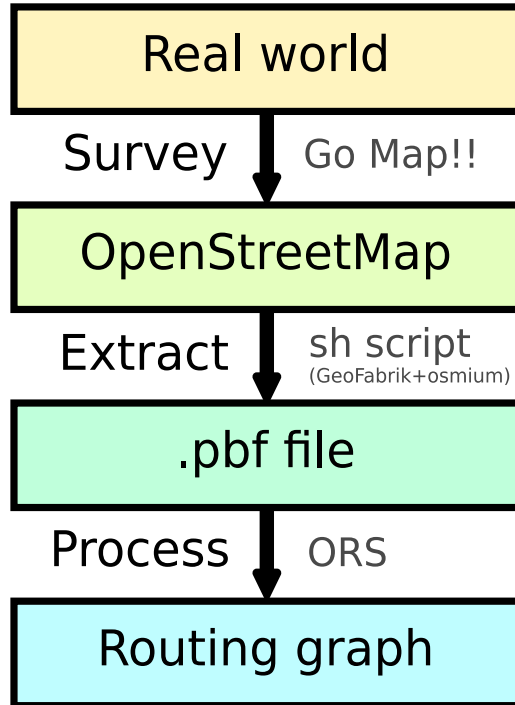 Real world
Survey
Go Map!!
OpenStreetMap
Extract
sh script
(GeoFabrik+osmium)
.pbf file
Process
ORS
Routing graph